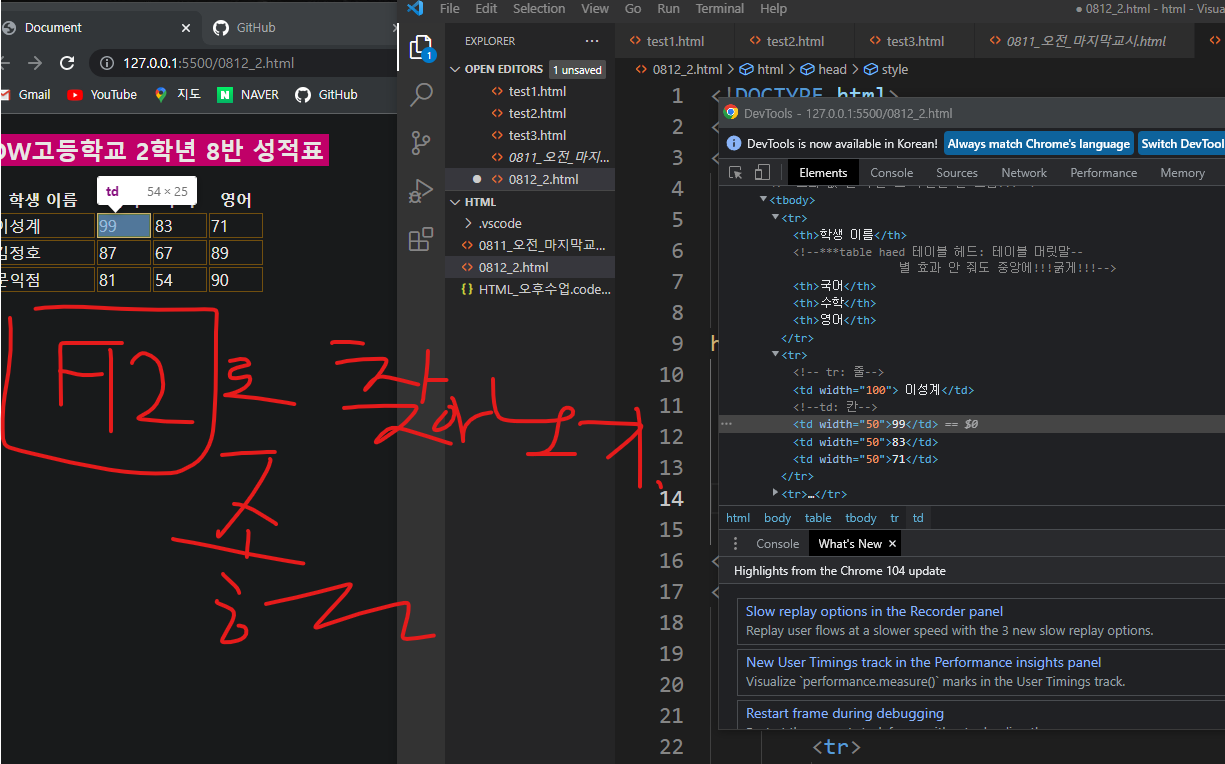 Document
GitHub
127.0.0.1:5500/0812_2.html
Gmail
YouTube
지도
NAVER
GitHub
OW고등학교 2학년 8반 성적표
td 54 × 25
학생 이름
영어
이성계 99 83 71
김정호 87 67 89
문익점 81 54 90
File Edit Selection View Go Run Terminal Help
● 0812_2.html - html - Visua
EXPLORER
OPEN EDITORS 1 unsaved
test1.html
test2.html
test3.html
0811_오전_마지...
0812_2.html
HTML
.vscode
0811_오전_마지막교...
0812_2.html
HTML_오후수업.code...
1
test1.html
test2.html
test3.html
0811_오전_마지막교시.html
0812_2.html > html > head > style
1 <!DOCTYPE html>
2 <
3 <
4
5
6
7
8
9 h
10
11
12
13
14
15
16 <
17 <
18
19
20
21
22 <tr>
DevTools - 127.0.0.1:5500/0812_2.html
DevTools is now available in Korean! Always match Chrome's language Switch DevTool
Elements Console Sources Network Performance Memory
<tbody>
<tr>
<th>학생 이름</th>
<!--***table haed 테이블 헤드: 테이블 머릿말--
별 효과 안 줘도 중앙에!!!굵게!!!-->
<th>국어</th>
<th>수학</th>
<th>영어</th>
</tr>
<tr>
<!-- tr: 줄-->
<td width="100"> 이성계</td>
<!--td: 칸-->
<td width="50">99</td> == $0
<td width="50">83</td>
<td width="50">71</td>
</tr>
<tr>…</tr>
html body table tbody tr td
Console What's New ×
Highlights from the Chrome 104 update
Slow replay options in the Recorder panel
Replay user flows at a slower speed with the 3 new slow replay options.
New User Timings track in the Performance insights panel
Visualize `performance.measure()` marks in the User Timings track.
Restart frame during debugging